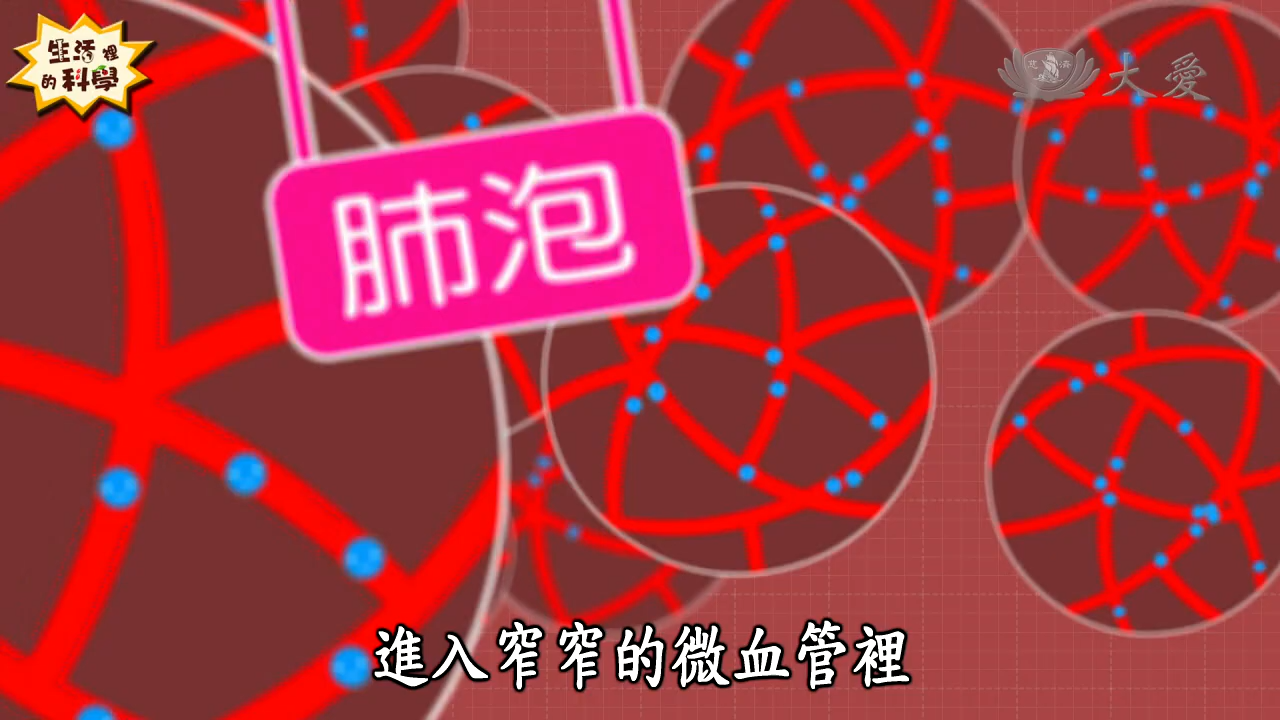 生活裡
的科學
大愛
肺泡
進入窄窄的微血管裡